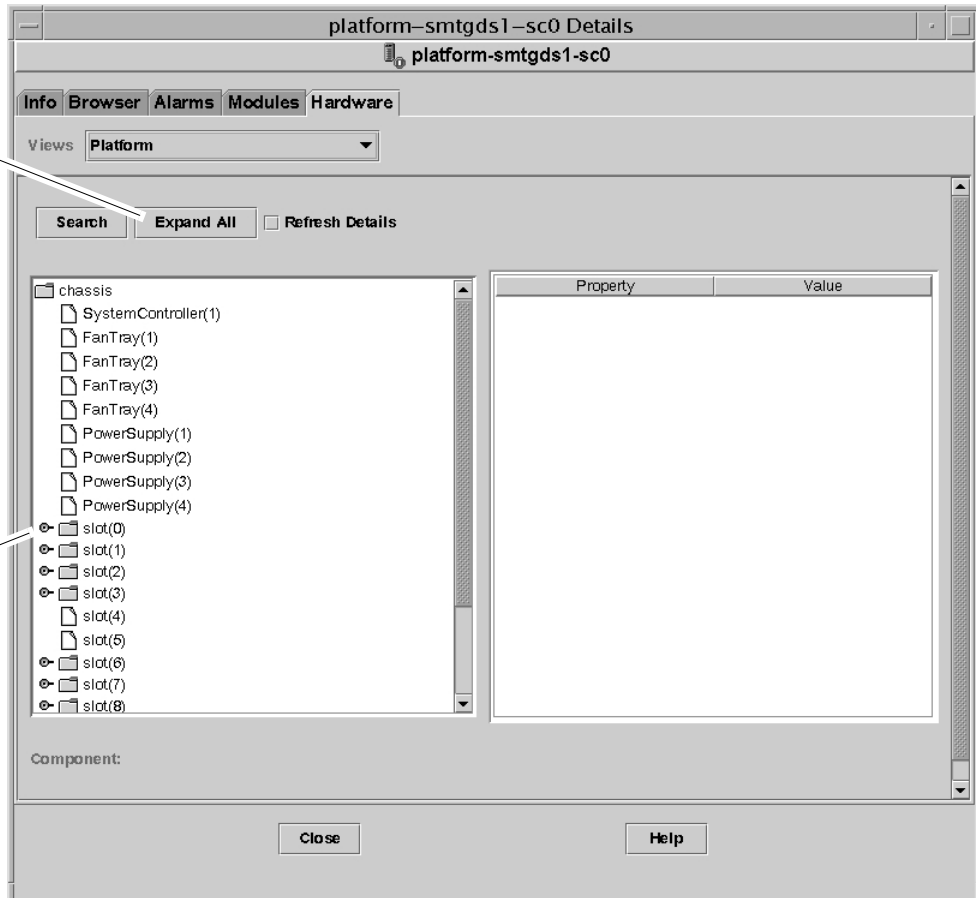 platform–smtgds1–sc0 Details
platform-smtgds1-sc0
Info Browser Alarms Modules Hardware
Views Platform
Search Expand All Refresh Details
chassis
SystemController(1)
FanTray(1)
FanTray(2)
FanTray(3)
FanTray(4)
PowerSupply(1)
PowerSupply(2)
PowerSupply(3)
PowerSupply(4)
slot(0)
slot(1)
slot(2)
slot(3)
slot(4)
slot(5)
slot(6)
slot(7)
slot(8)
Property Value
Component:
Close Help